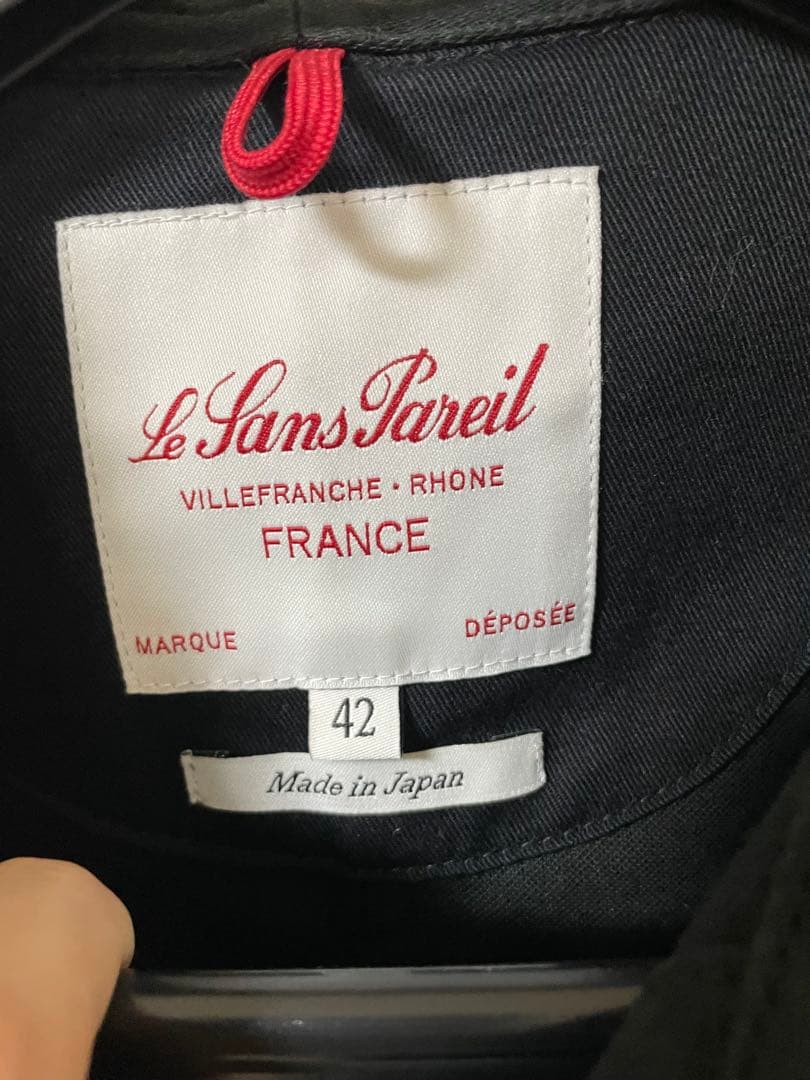 Le Sans Pareil
VILLEFRANCHE · RHONE
FRANCE
MARQUE DÉPOSÉE
42
Made in Japan